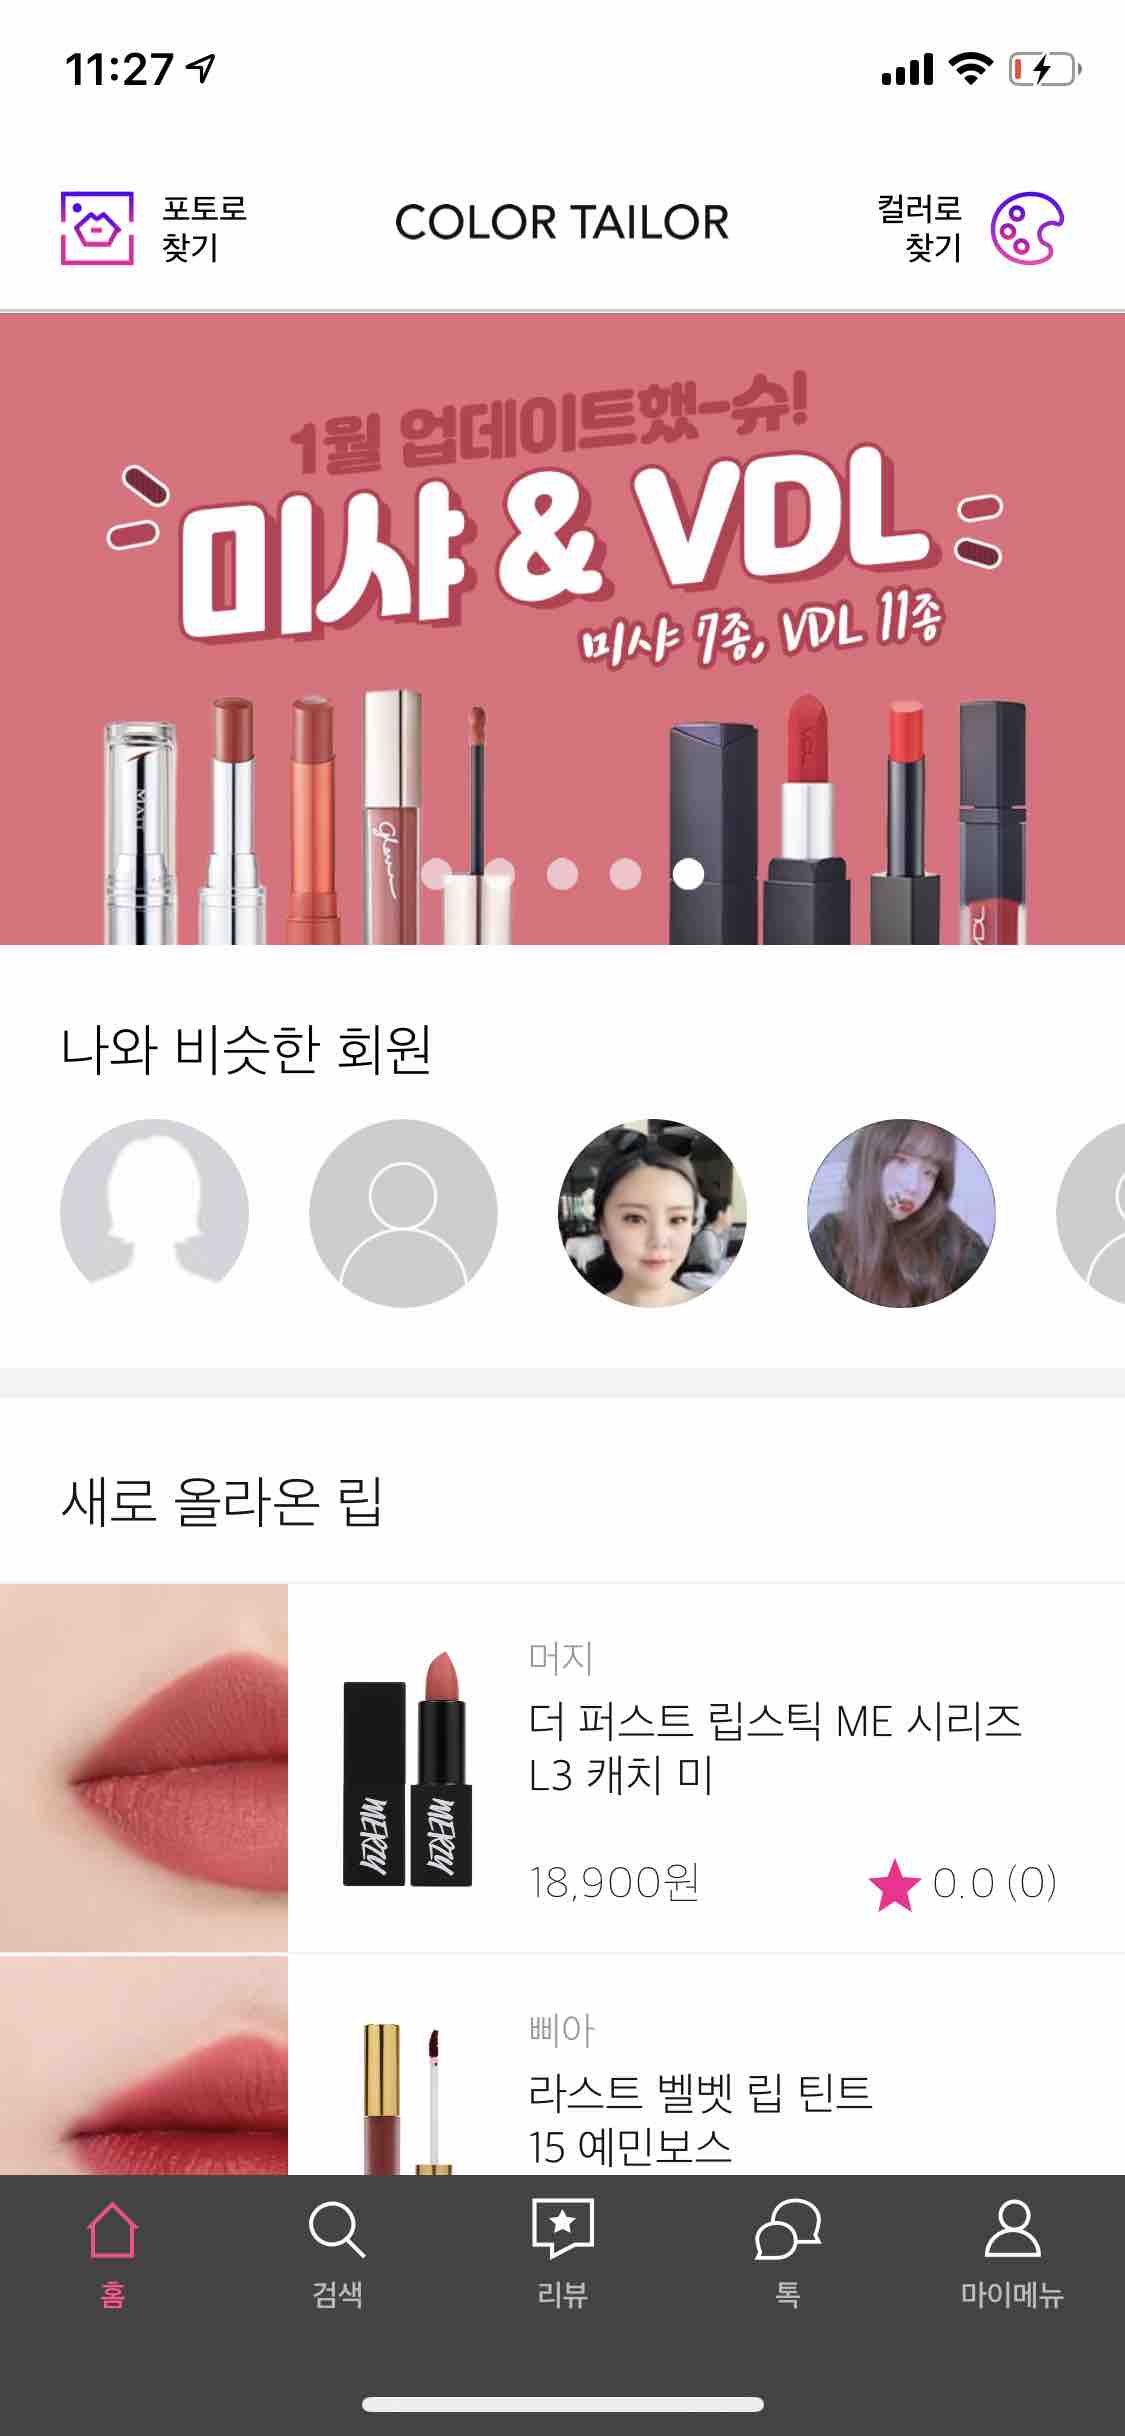 11:27
포토로
찾기
COLOR TAILOR
컬러로
찾기
1월 업데이트했-슈!
미샤 & VDL
미샤 7종, VDL 11종
Glow
VDL
나와 비슷한 회원
새로 올라온 립
머지
더 퍼스트 립스틱 ME 시리즈
L3 캐치 미
MERZY
MERZY
18,900원
0.0 (0)
삐아
라스트 벨벳 립 틴트
15 예민보스
홈
검색
리뷰
톡
마이메뉴